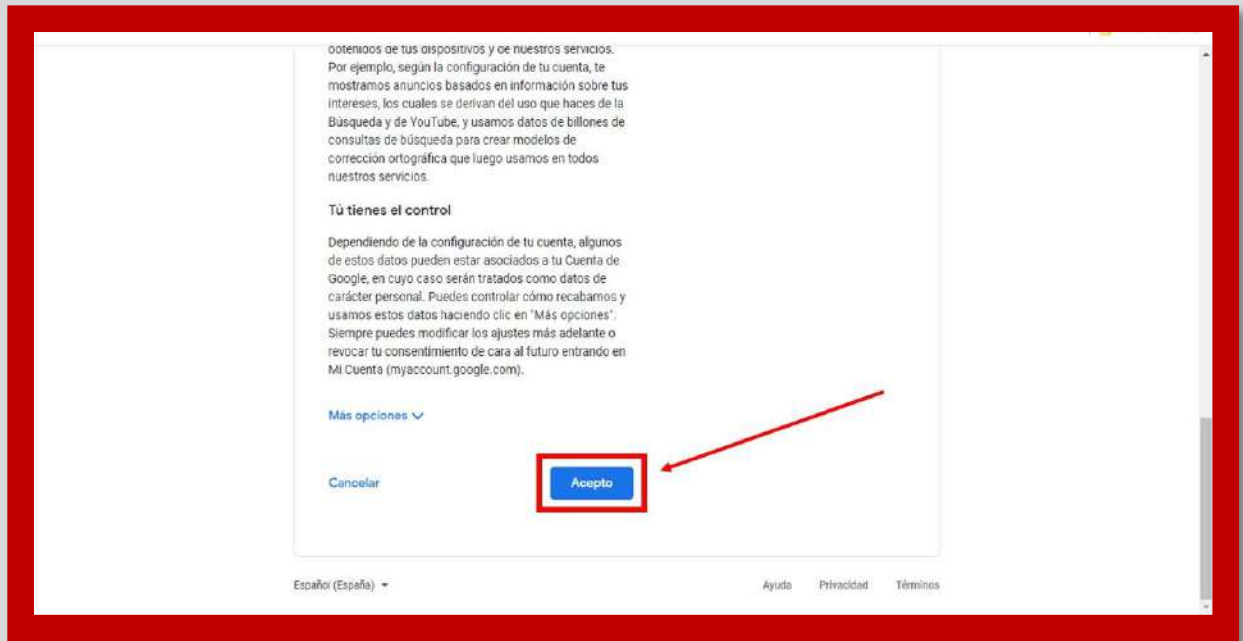 obtenidos de tus dispositivos y de nuestros servicios.
Por ejemplo, según la configuración de tu cuenta, te
mostramos anuncios basados en información sobre tus
intereses, los cuales se derivan del uso que haces de la
Búsqueda y de YouTube, y usamos datos de billones de
consultas de búsqueda para crear modelos de
corrección ortográfica que luego usamos en todos
nuestros servicios.
Tú tienes el control
Dependiendo de la configuración de tu cuenta, algunos
de estos datos pueden estar asociados a tu Cuenta de
Google, en cuyo caso serán tratados como datos de
carácter personal. Puedes controlar cómo recabamos y
usamos estos datos haciendo clic en "Más opciones".
Siempre puedes modificar los ajustes más adelante o
revocar tu consentimiento de cara al futuro entrando en
Mi Cuenta (myaccount.google.com).
Más opciones
Cancelar Acepto
Español (España) Ayuda Privacidad Términos